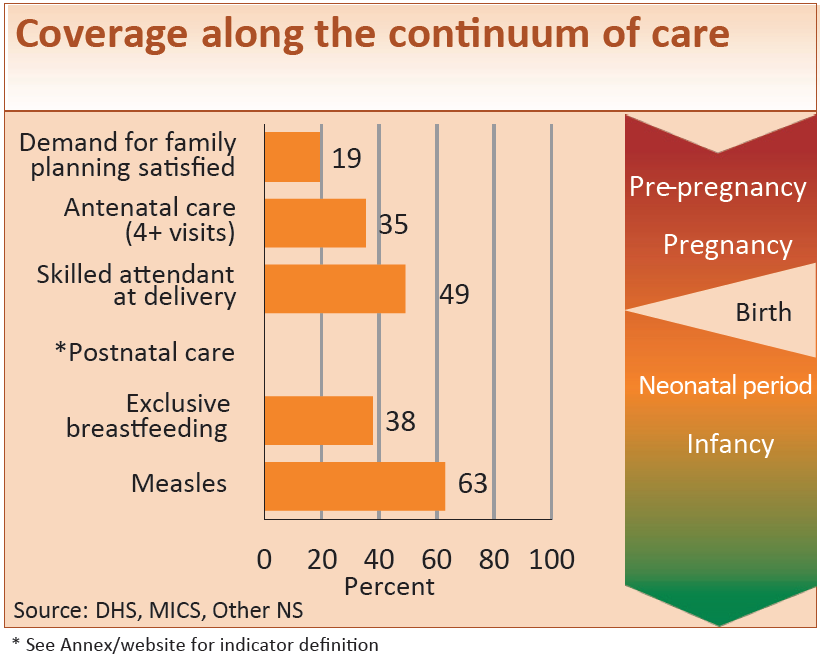 Coverage along the continuum of care
Demand for family
planning satisfied
19
Antenatal care
(4+ visits)
35
Skilled attendant
at delivery
49
*Postnatal care
Exclusive
breastfeeding
38
Measles
63
0 20 40 60 80 100
Percent
Pre-pregnancy
Pregnancy
Birth
Neonatal period
Infancy
Source: DHS, MICS, Other NS
* See Annex/website for indicator definition